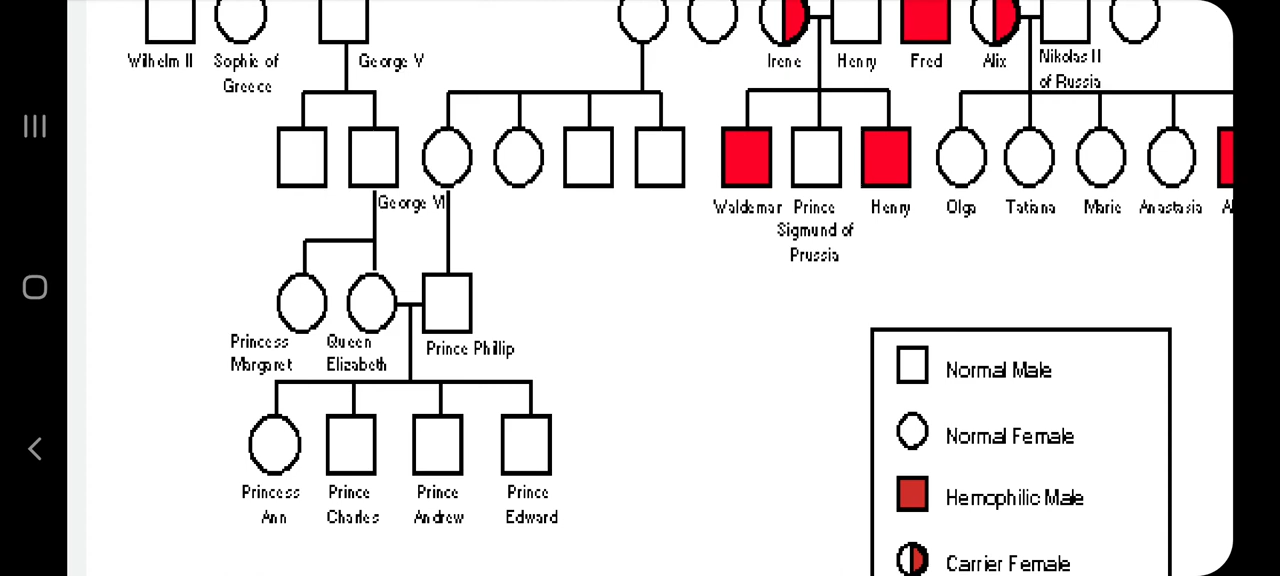 Wilhelm II
Sophie of
Greece
George V
Irene
Henry
Fred
Alix
Nikolas II
of Russia
George VI
Waldemar
Prince
Sigmund of
Prussia
Henry
Olga
Tatiana
Marie
Anastasia
Princess
Margaret
Queen
Elizabeth
Prince Phillip
Princess
Ann
Prince
Charles
Prince
Andrew
Prince
Edward
Normal Male
Normal Female
Hemophilic Male
Carrier Female